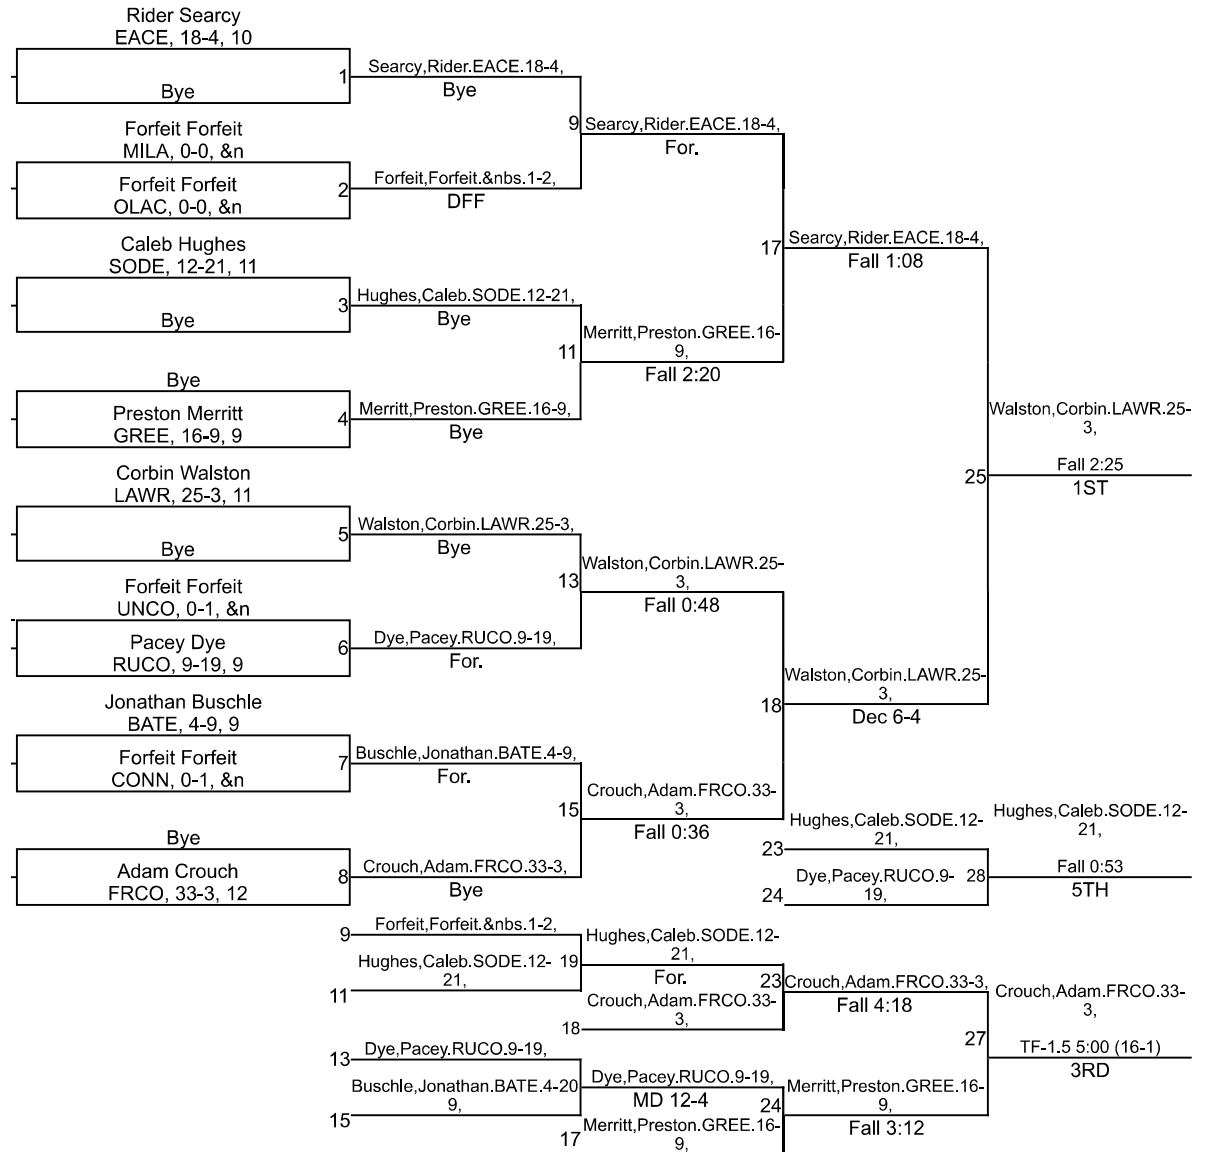 Rider Searcy
EACE, 18-4, 10
Bye
1
Searcy,Rider.EACE.18-4,
Bye
Forfeit Forfeit
MILA, 0-0, &n
Forfeit Forfeit
OLAC, 0-0, &n
2
Forfeit,Forfeit.&nbs.1-2,
DFF
9
Searcy,Rider.EACE.18-4,
For.
Caleb Hughes
SODE, 12-21, 11
Bye
3
Hughes,Caleb.SODE.12-21,
Bye
Bye
Preston Merritt
GREE, 16-9, 9
4
Merritt,Preston.GREE.16-9,
Bye
11
Merritt,Preston.GREE.16-
9,
Fall 2:20
17
Searcy,Rider.EACE.18-4,
Fall 1:08
Corbin Walston
LAWR, 25-3, 11
Bye
5
Walston,Corbin.LAWR.25-3,
Bye
Forfeit Forfeit
UNCO, 0-1, &n
Pacey Dye
RUCO, 9-19, 9
6
Dye,Pacey.RUCO.9-19,
For.
13
Walston,Corbin.LAWR.25-
3,
Fall 0:48
Jonathan Buschle
BATE, 4-9, 9
Forfeit Forfeit
CONN, 0-1, &n
7
Buschle,Jonathan.BATE.4-9,
For.
Bye
Adam Crouch
FRCO, 33-3, 12
8
Crouch,Adam.FRCO.33-3,
Bye
15
Crouch,Adam.FRCO.33-
3,
Fall 0:36
18
Walston,Corbin.LAWR.25-
3,
Dec 6-4
25
Walston,Corbin.LAWR.25-
3,
Fall 2:25
1ST
23
Hughes,Caleb.SODE.12-
21,
24
Dye,Pacey.RUCO.9-
19,
28
Hughes,Caleb.SODE.12-
21,
Fall 0:53
5TH
9
Forfeit,Forfeit.&nbs.1-2,
11
Hughes,Caleb.SODE.12-
21,
19
Hughes,Caleb.SODE.12-
21,
For.
18
Crouch,Adam.FRCO.33-
3,
23
Crouch,Adam.FRCO.33-3,
Fall 4:18
13
Dye,Pacey.RUCO.9-19,
15
Buschle,Jonathan.BATE.4-
9,
20
Dye,Pacey.RUCO.9-19,
MD 12-4
17
Merritt,Preston.GREE.16-
9,
24
Merritt,Preston.GREE.16-
9,
Fall 3:12
27
Crouch,Adam.FRCO.33-
3,
TF-1.5 5:00 (16-1)
3RD